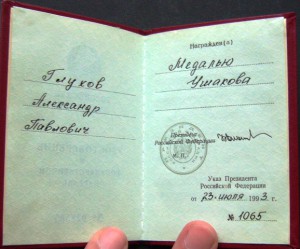 Глухов
Александр
Павлович
Награжден(а)
Медалью
Ушакова
Президент
Российской Федерации
М.П.
Указ Президента
Российской Федерации
от 23 июля 1993 г.
№ 1065